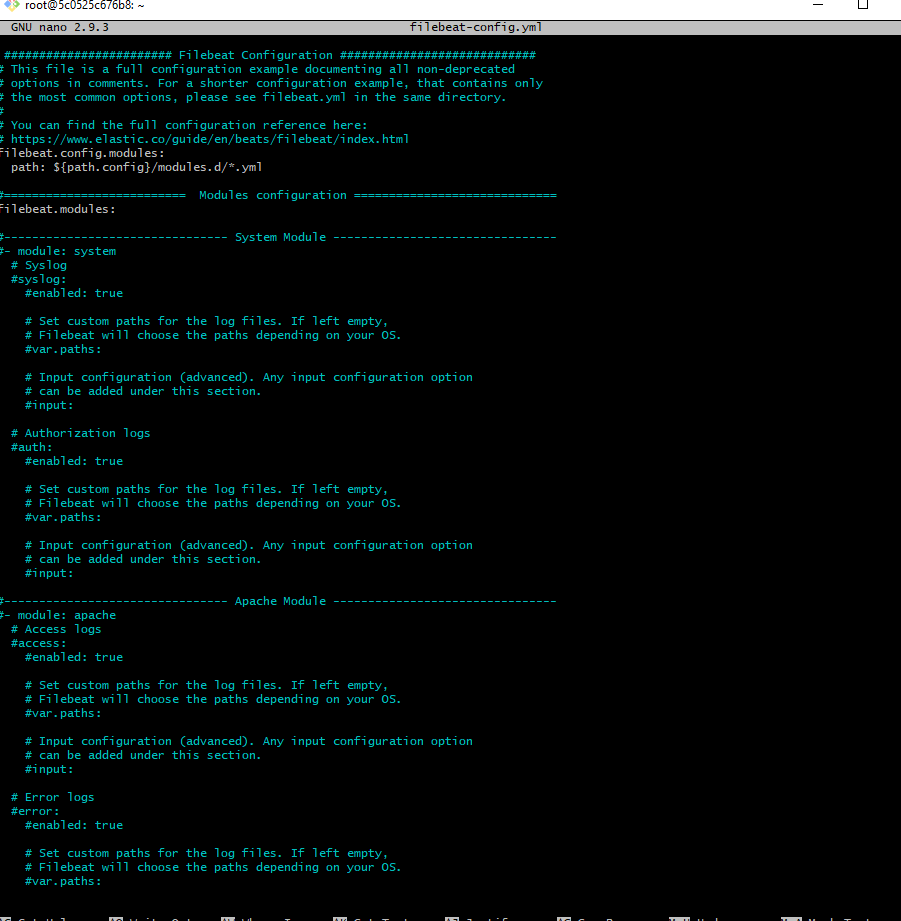 root@5c0525c676b8: ~
GNU nano 2.9.3 filebeat-config.yml
######################## Filebeat Configuration ############################
# This file is a full configuration example documenting all non-deprecated
# options in comments. For a shorter configuration example, that contains only
# the most common options, please see filebeat.yml in the same directory.
#
# You can find the full configuration reference here:
# https://www.elastic.co/guide/en/beats/filebeat/index.html
filebeat.config.modules:
path: ${path.config}/modules.d/*.yml
#========================== Modules configuration =============================
filebeat.modules:
#-------------------------------- System Module --------------------------------
#- module: system
# Syslog
#syslog:
#enabled: true
# Set custom paths for the log files. If left empty,
# Filebeat will choose the paths depending on your OS.
#var.paths:
# Input configuration (advanced). Any input configuration option
# can be added under this section.
#input:
# Authorization logs
#auth:
#enabled: true
# Set custom paths for the log files. If left empty,
# Filebeat will choose the paths depending on your OS.
#var.paths:
# Input configuration (advanced). Any input configuration option
# can be added under this section.
#input:
#-------------------------------- Apache Module --------------------------------
#- module: apache
# Access logs
#access:
#enabled: true
# Set custom paths for the log files. If left empty,
# Filebeat will choose the paths depending on your OS.
#var.paths:
# Input configuration (advanced). Any input configuration option
# can be added under this section.
#input:
# Error logs
#error:
#enabled: true
# Set custom paths for the log files. If left empty,
# Filebeat will choose the paths depending on your OS.
#var.paths: